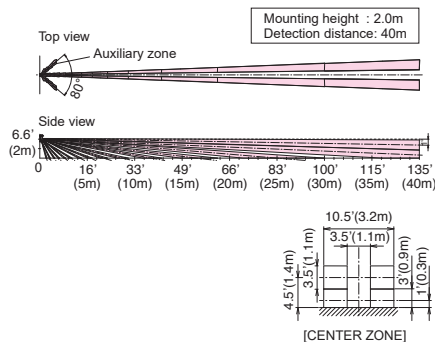 Mounting height : 2.0m
Detection distance: 40m
Top view
Auxiliary zone
80°
Side view
6.6'
(2m)
0 16' 33' 49' 66' 83' 100' 115' 135'
(5m) (10m) (15m) (20m) (25m) (30m) (35m) (40m)
10.5'(3.2m)
3.5'(1.1m)
4.5'(1.4m)
3.5'(1.1m)
3'(0.9m)
1'(0.3m)
[CENTER ZONE]